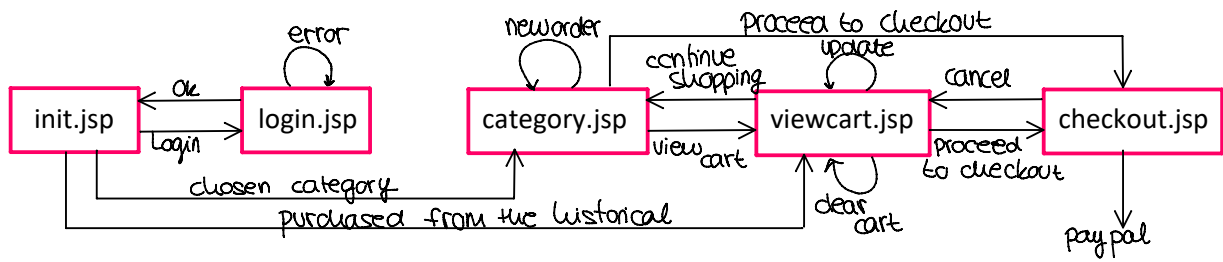 error
neworder
proceed to checkout
update
continue
shopping
cancel
Ok
init.jsp
login.jsp
category.jsp
viewcart.jsp
checkout.jsp
Login
view
cart
proceed
to checkout
chosen category
clear
cart
purchased from the historical
paypal